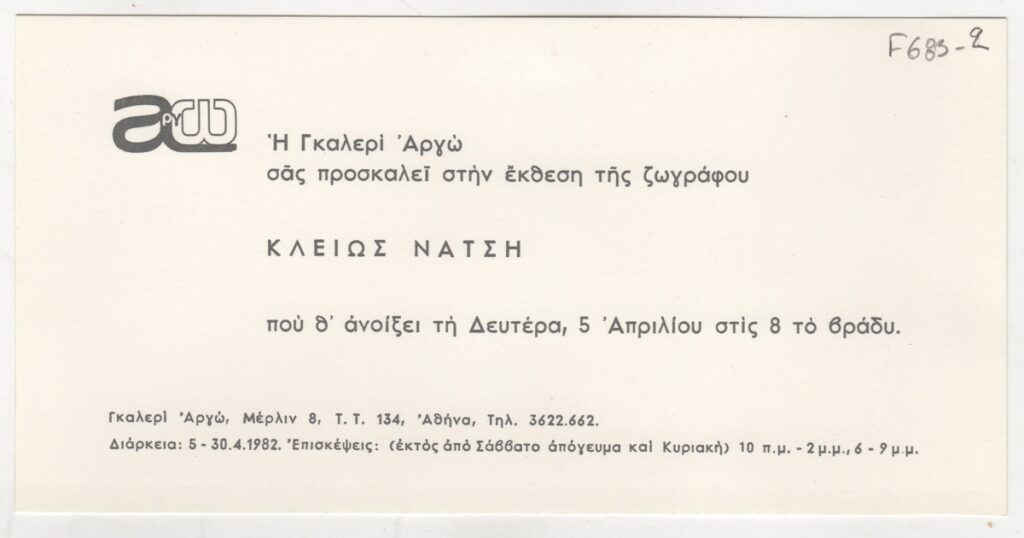 F683-2
αργω
Ἡ Γκαλερὶ Ἀργὼ
σᾶς προσκαλεῖ στὴν ἔκθεση τῆς ζωγράφου
ΚΛΕΙΩΣ ΝΑΤΣΗ
ποὺ θ' ἀνοίξει τὴ Δευτέρα, 5 Ἀπριλίου στὶς 8 τὸ βράδυ.
Γκαλερὶ Ἀργώ, Μέρλιν 8, Τ.Τ. 134, Ἀθήνα, Τηλ. 3622.662.
Διάρκεια: 5 - 30.4.1982. Ἐπισκέψεις: (ἐκτὸς ἀπὸ Σάββατο ἀπόγευμα καὶ Κυριακὴ) 10 π.μ. - 2 μ.μ., 6 - 9 μ.μ.